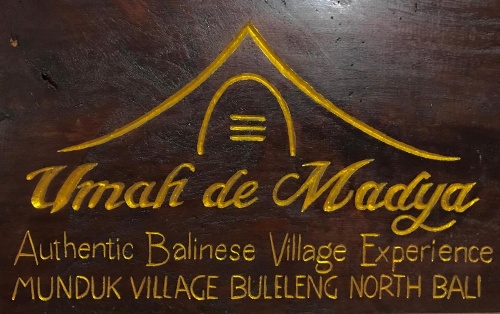 Umah de Madya
Authentic Balinese Village Experience
MUNDUK VILLAGE BULELENG NORTH BALI